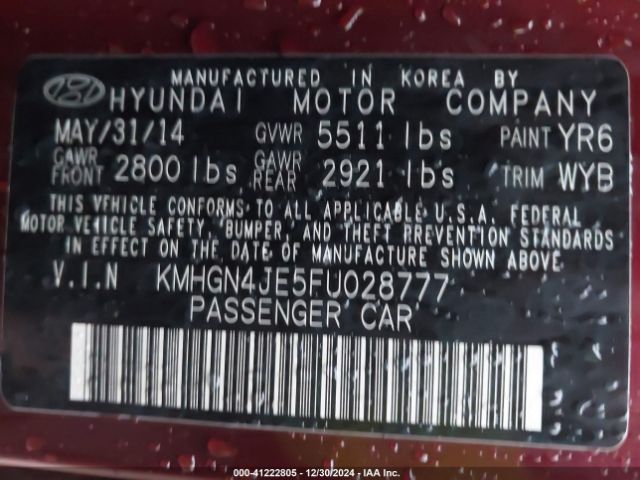 MANUFACTURED IN KOREA BY
HYUNDAI MOTOR COMPANY
MAY/31/14 GVWR 5511 lbs PAINT YR6
GAWR FRONT 2800 lbs GAWR REAR 2921 lbs TRIM WYB
THIS VEHICLE CONFORMS TO ALL APPLICABLE U.S.A. FEDERAL
MOTOR VEHICLE SAFETY, BUMPER, AND THEFT PREVENTION STANDARDS
IN EFFECT ON THE DATE OF MANUFACTURE SHOWN ABOVE.
V.I.N KMHGN4JE5FU028777
PASSENGER CAR
000-41222805 - 12/30/2024 - IAA Inc.